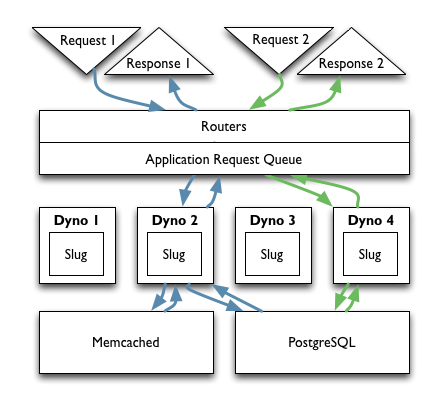 Request 1
Request 2
Response 1
Response 2
Routers
Application Request Queue
Dyno 1
Dyno 2
Dyno 3
Dyno 4
Slug
Slug
Slug
Slug
Memcached
PostgreSQL